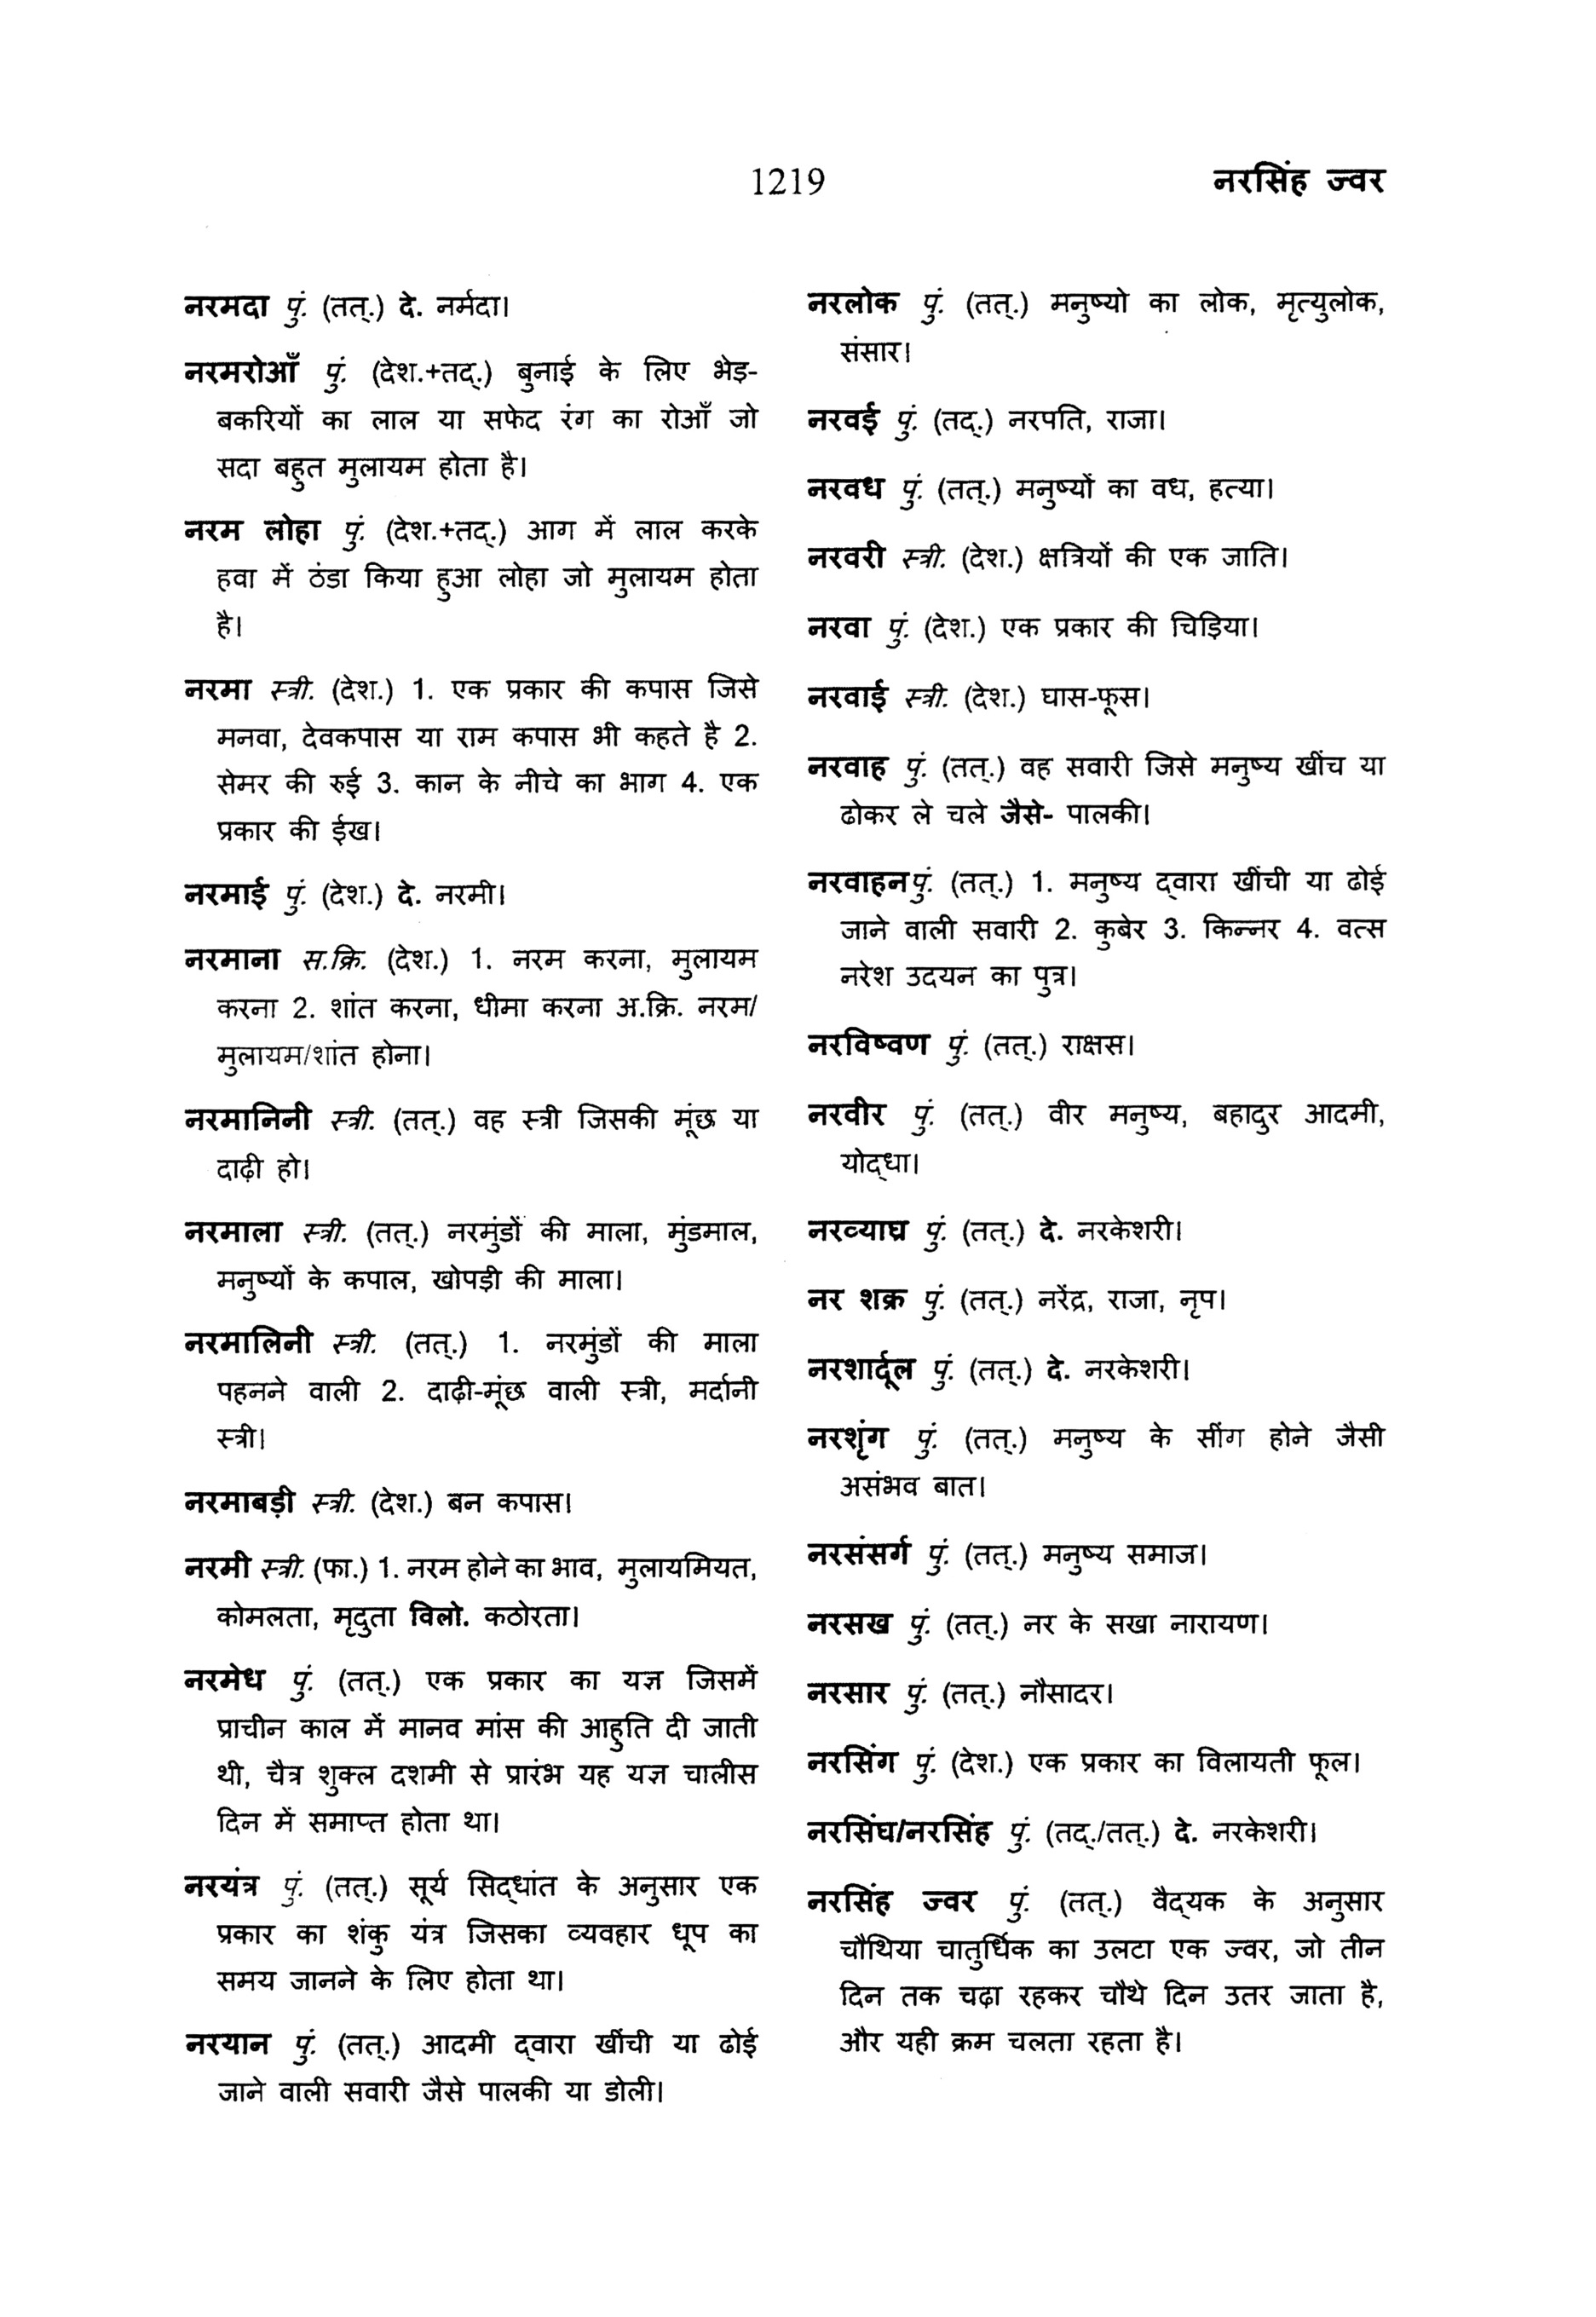 1219
नरसिंह ज्वर
नरमदा पुं. (तत्.) दे. नर्मदा।
नरमरोआँ पुं. (देश.+तद्.) बुनाई के लिए भेड़-
बकरियों का लाल या सफेद रंग का रोआँ जो
सदा बहुत मुलायम होता है।
नरम लोहा पुं. (देश.+तद्.) आग में लाल करके
हवा में ठंडा किया हुआ लोहा जो मुलायम होता
है।
नरमा स्त्री. (देश.) 1. एक प्रकार की कपास जिसे
मनवा, देवकपास या राम कपास भी कहते है 2.
सेमर की रुई 3. कान के नीचे का भाग 4. एक
प्रकार की ईख।
नरमाई पुं. (देश.) दे. नरमी।
नरमाना स.क्रि. (देश.) 1. नरम करना, मुलायम
करना 2. शांत करना, धीमा करना अ.क्रि. नरम/
मुलायम/शांत होना।
नरमानिनी स्त्री. (तत्.) वह स्त्री जिसकी मूंछ या
दाढ़ी हो।
नरमाला स्त्री. (तत्.) नरमुंडों की माला, मुंडमाल,
मनुष्यों के कपाल, खोपड़ी की माला।
नरमालिनी स्त्री. (तत्.) 1. नरमुंडों की माला
पहनने वाली 2. दाढ़ी-मूंछ वाली स्त्री, मर्दानी
स्त्री।
नरमाबड़ी स्त्री. (देश.) बन कपास।
नरमी स्त्री. (फा.) 1. नरम होने का भाव, मुलायमियत,
कोमलता, मृदुता विलो. कठोरता।
नरमेध पुं. (तत्.) एक प्रकार का यज्ञ जिसमें
प्राचीन काल में मानव मांस की आहुति दी जाती
थी, चैत्र शुक्ल दशमी से प्रारंभ यह यज्ञ चालीस
दिन में समाप्त होता था।
नरयंत्र पुं. (तत्.) सूर्य सिद्धांत के अनुसार एक
प्रकार का शंकु यंत्र जिसका व्यवहार धूप का
समय जानने के लिए होता था।
नरयान पुं. (तत्.) आदमी द्वारा खींची या ढोई
जाने वाली सवारी जैसे पालकी या डोली।
नरलोक पुं. (तत्.) मनुष्यो का लोक, मृत्युलोक,
संसार।
नरवई पुं. (तद्.) नरपति, राजा।
नरवध पुं. (तत्.) मनुष्यों का वध, हत्या।
नरवरी स्त्री. (देश.) क्षत्रियों की एक जाति।
नरवा पुं. (देश.) एक प्रकार की चिड़िया।
नरवाई स्त्री. (देश.) घास-फूस।
नरवाह पुं. (तत्.) वह सवारी जिसे मनुष्य खींच या
ढोकर ले चले जैसे- पालकी।
नरवाहन पुं. (तत्.) 1. मनुष्य द्वारा खींची या ढोई
जाने वाली सवारी 2. कुबेर 3. किन्नर 4. वत्स
नरेश उदयन का पुत्र।
नरविष्वण पुं. (तत्.) राक्षस।
नरवीर पुं. (तत्.) वीर मनुष्य, बहादुर आदमी,
योद्धा।
नरव्याघ्र पुं. (तत्.) दे. नरकेशरी।
नर शक्र पुं. (तत्.) नरेंद्र, राजा, नृप।
नरशार्दूल पुं. (तत्.) दे. नरकेशरी।
नरशृंग पुं. (तत्.) मनुष्य के सींग होने जैसी
असंभव बात।
नरसंसर्ग पुं. (तत्.) मनुष्य समाज।
नरसख पुं. (तत्.) नर के सखा नारायण।
नरसार पुं. (तत्.) नौसादर।
नरसिंग पुं. (देश.) एक प्रकार का विलायती फूल।
नरसिंघ/नरसिंह पुं. (तद्./तत्.) दे. नरकेशरी।
नरसिंह ज्वर पुं. (तत्.) वैद्यक के अनुसार
चौथिया चातुर्धिक का उलटा एक ज्वर, जो तीन
दिन तक चढ़ा रहकर चौथे दिन उतर जाता है,
और यही क्रम चलता रहता है।